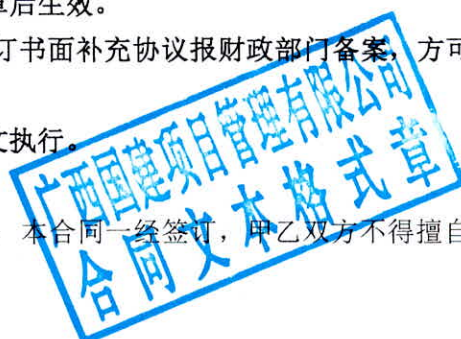 章后生效。
订书面补充协议报财政部门备案，方可
文执行。
广西国建项目管理有限公司
合同文本格式章
本合同一经签订，甲乙双方不得擅自